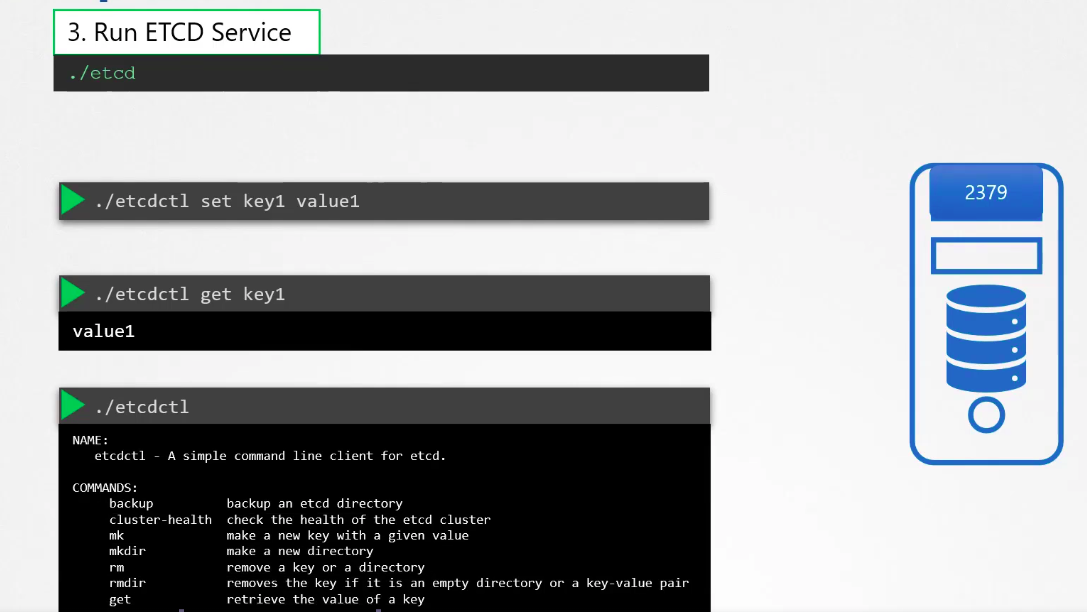 3. Run ETCD Service
./etcd
./etcdctl set key1 value1
2379
./etcdctl get key1
value1
./etcdctl
NAME:
etcdctl - A simple command line client for etcd.
COMMANDS:
backup backup an etcd directory
cluster-health check the health of the etcd cluster
mk make a new key with a given value
mkdir make a new directory
rm remove a key or a directory
rmdir removes the key if it is an empty directory or a key-value pair
get retrieve the value of a key